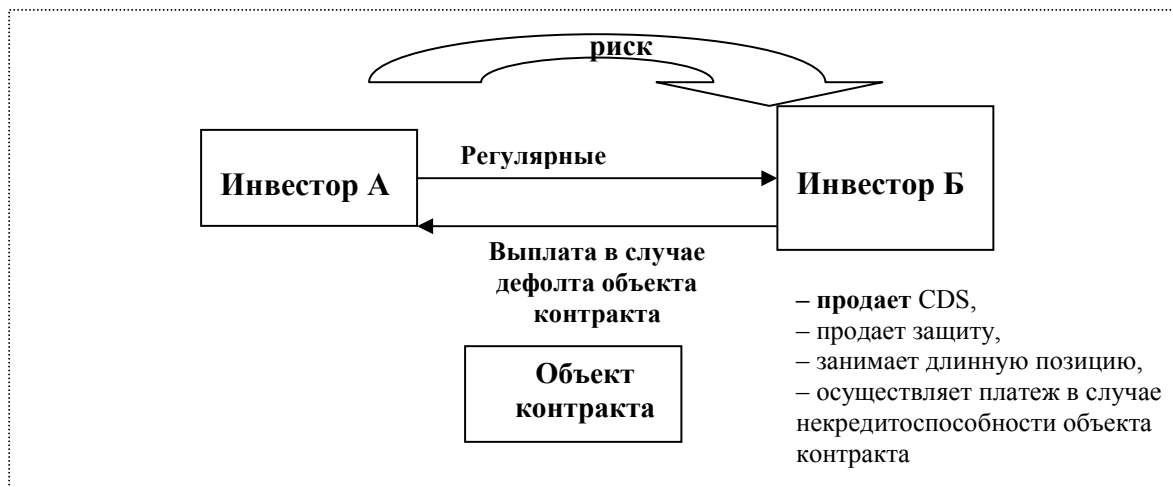 риск
Регулярные
Инвестор А
Инвестор Б
Выплата в случае
дефолта объекта
контракта
– продает CDS,
– продает защиту,
– занимает длинную позицию,
– осуществляет платеж в случае
некредитоспособности объекта
контракта
Объект
контракта